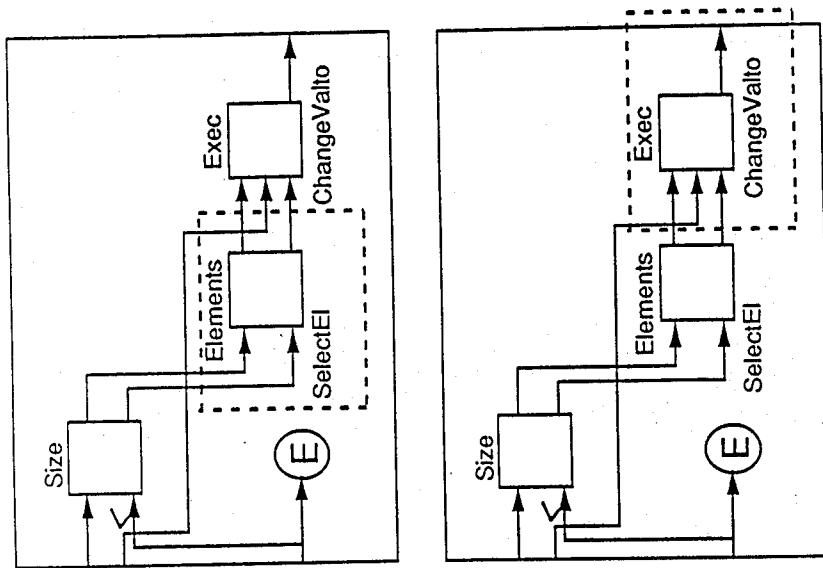 Size
Elements
SelectEl
Exec
ChangeValto
E
Size
Elements
SelectEl
Exec
ChangeValto
E